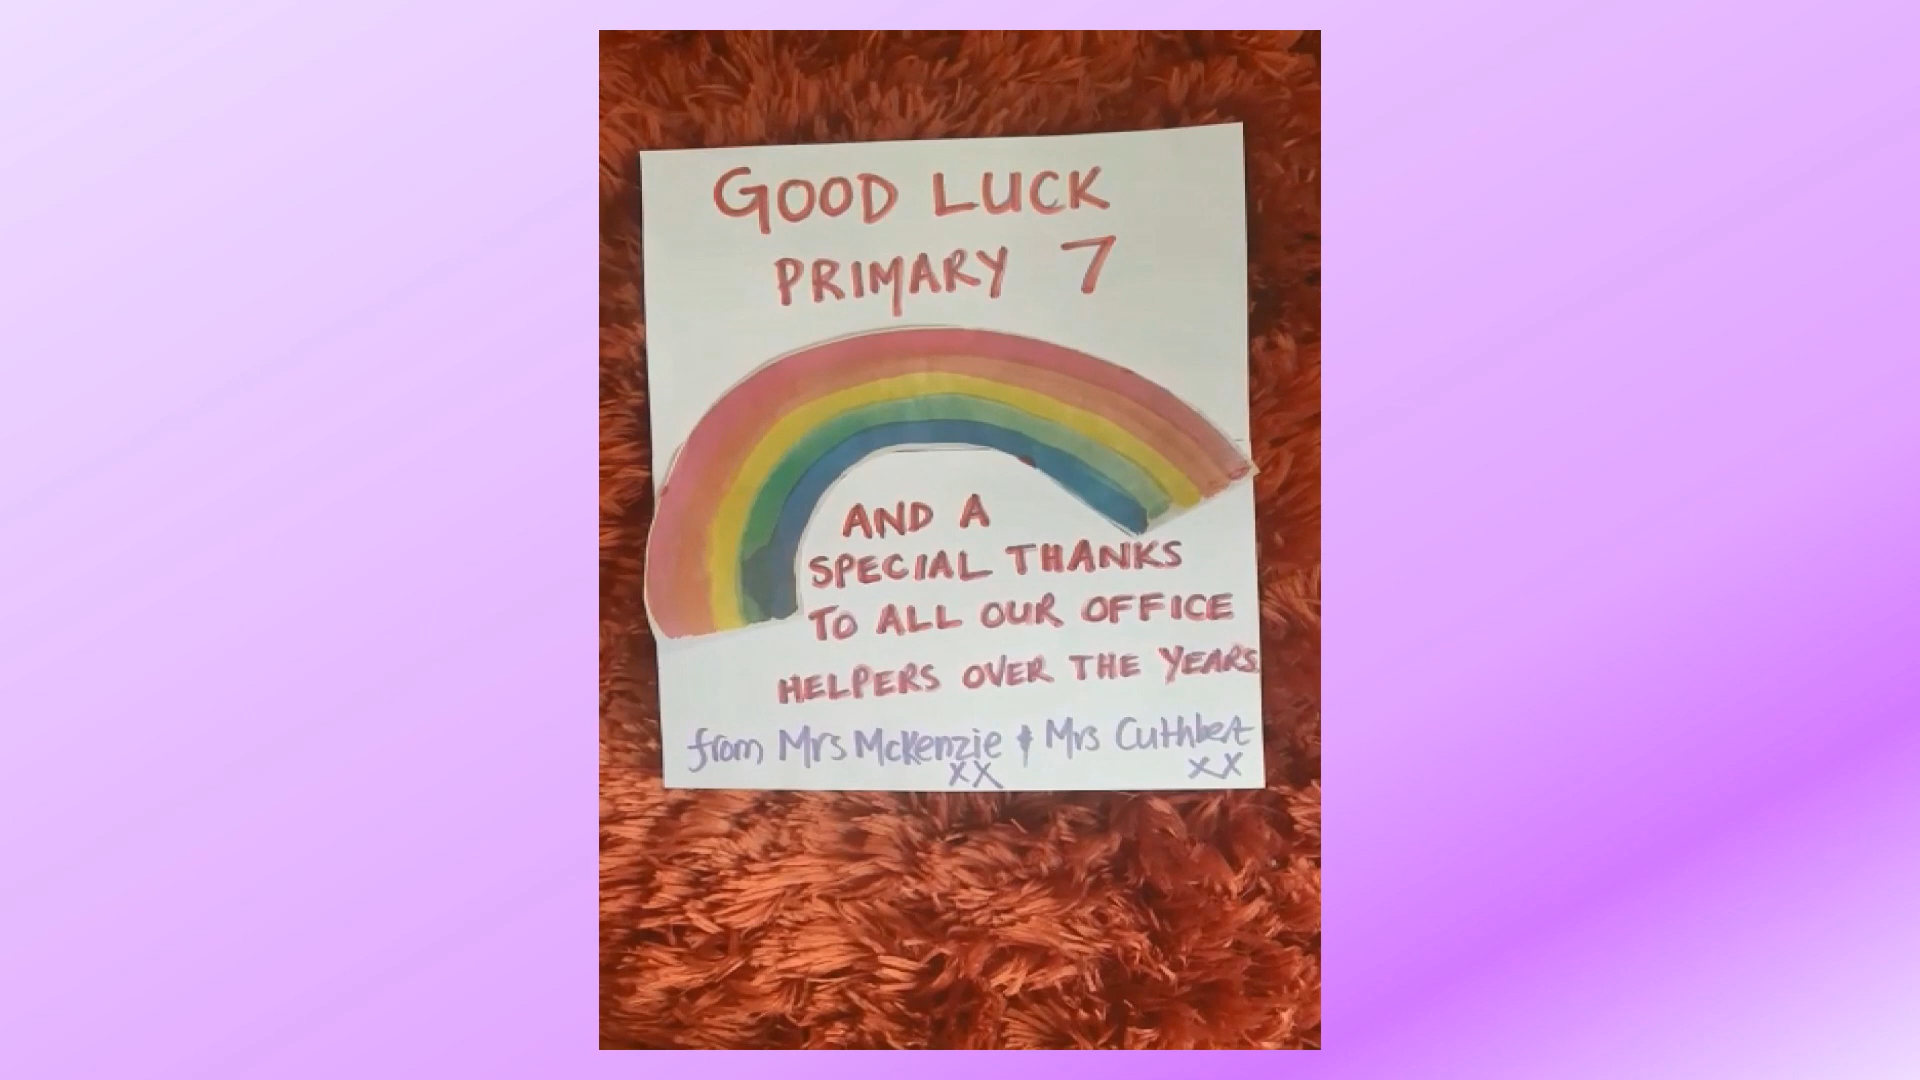 GOOD LUCK
PRIMARY 7
AND A
SPECIAL THANKS
TO ALL OUR OFFICE
HELPERS OVER THE YEARS
from Mrs McKenzie & Mrs Cuthbert
xx xx